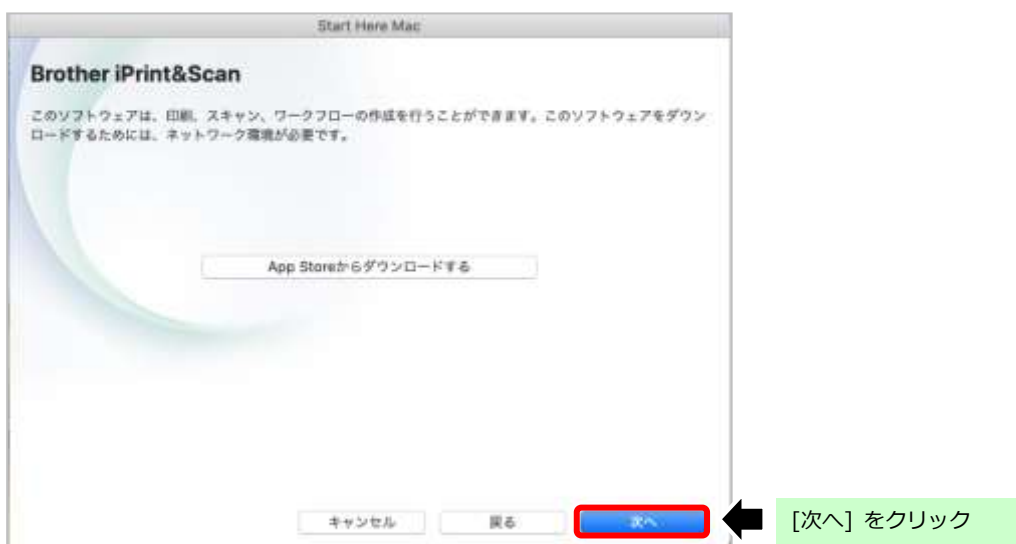 Start Here Mac
Brother iPrint&Scan
このソフトウェアは、印刷、スキャン、ワークフローの作成を行うことができます。このソフトウェアをダウン
ロードするためには、ネットワーク環境が必要です。
App Storeからダウンロードする
キャンセル 戻る 次へ
[次へ] をクリック